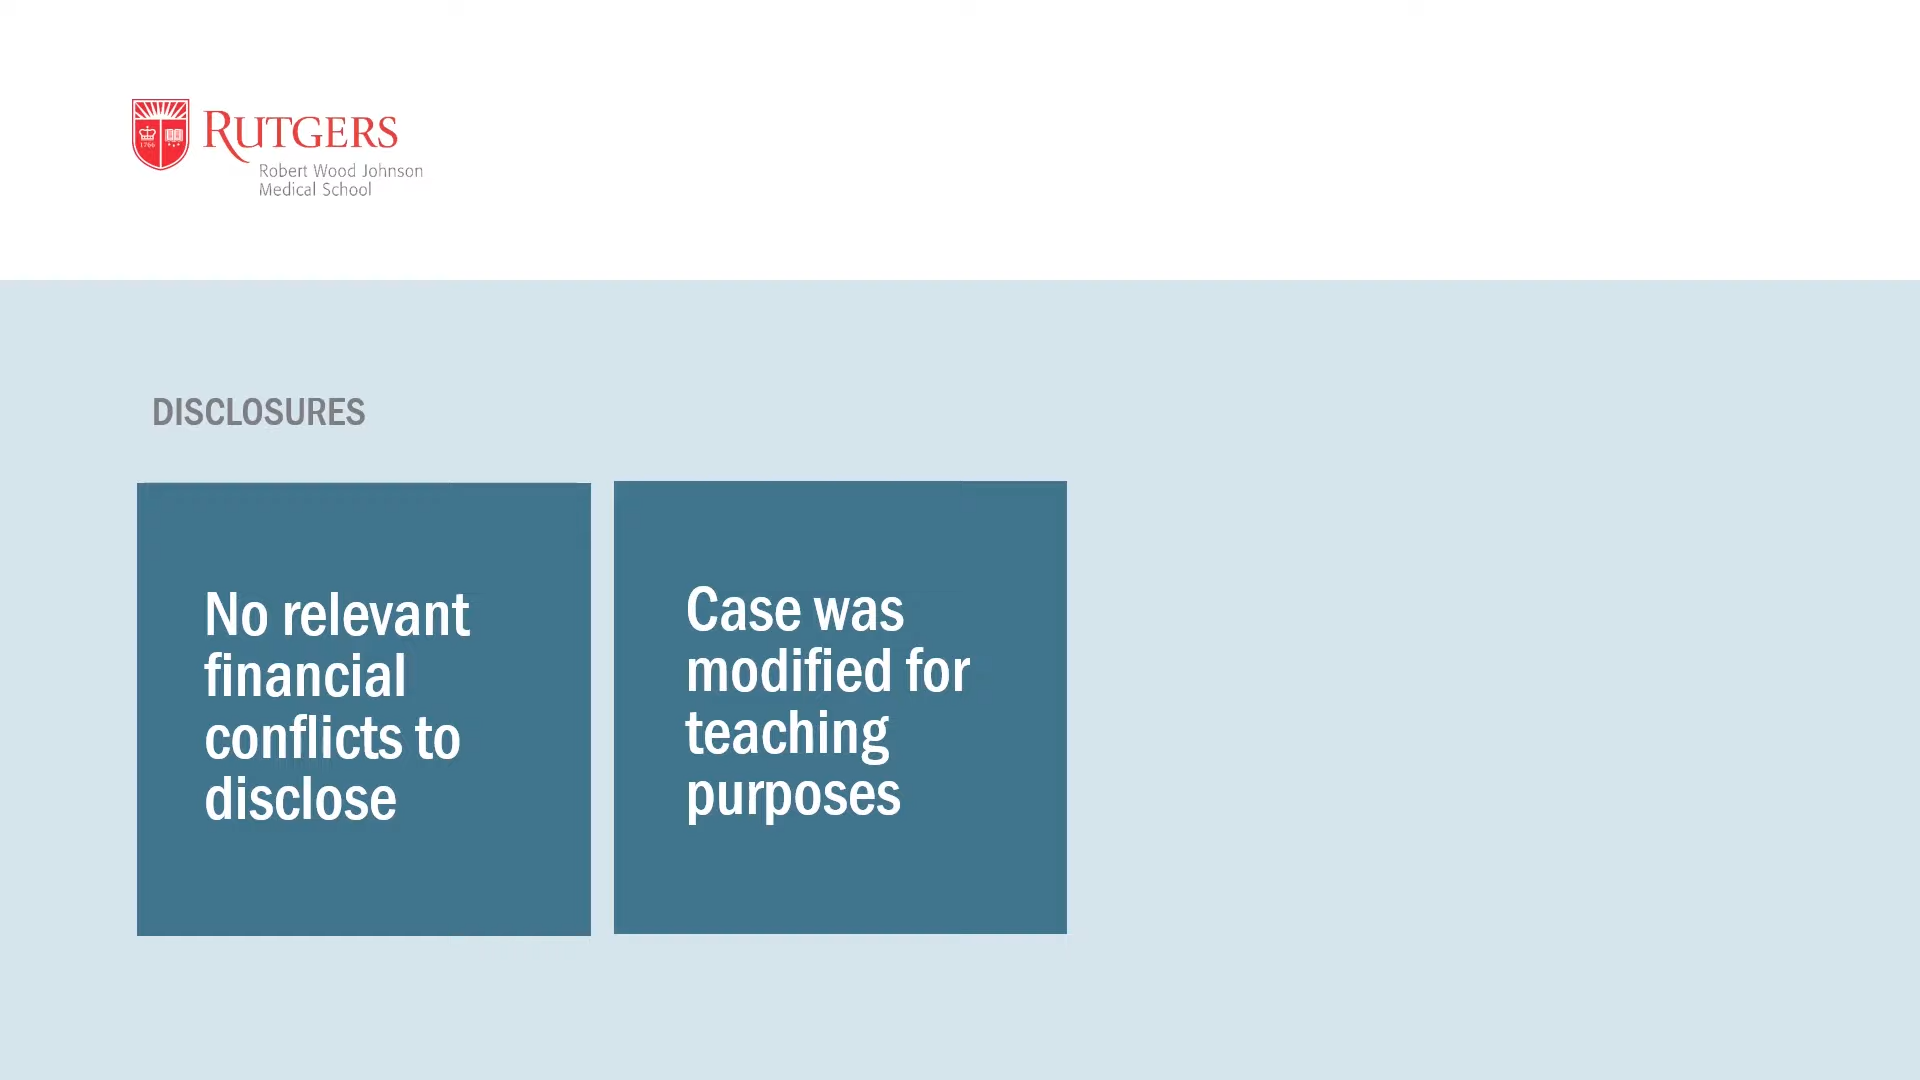 1766
RUTGERS
Robert Wood Johnson
Medical School
DISCLOSURES
No relevant
financial
conflicts to
disclose
Case was
modified for
teaching
purposes